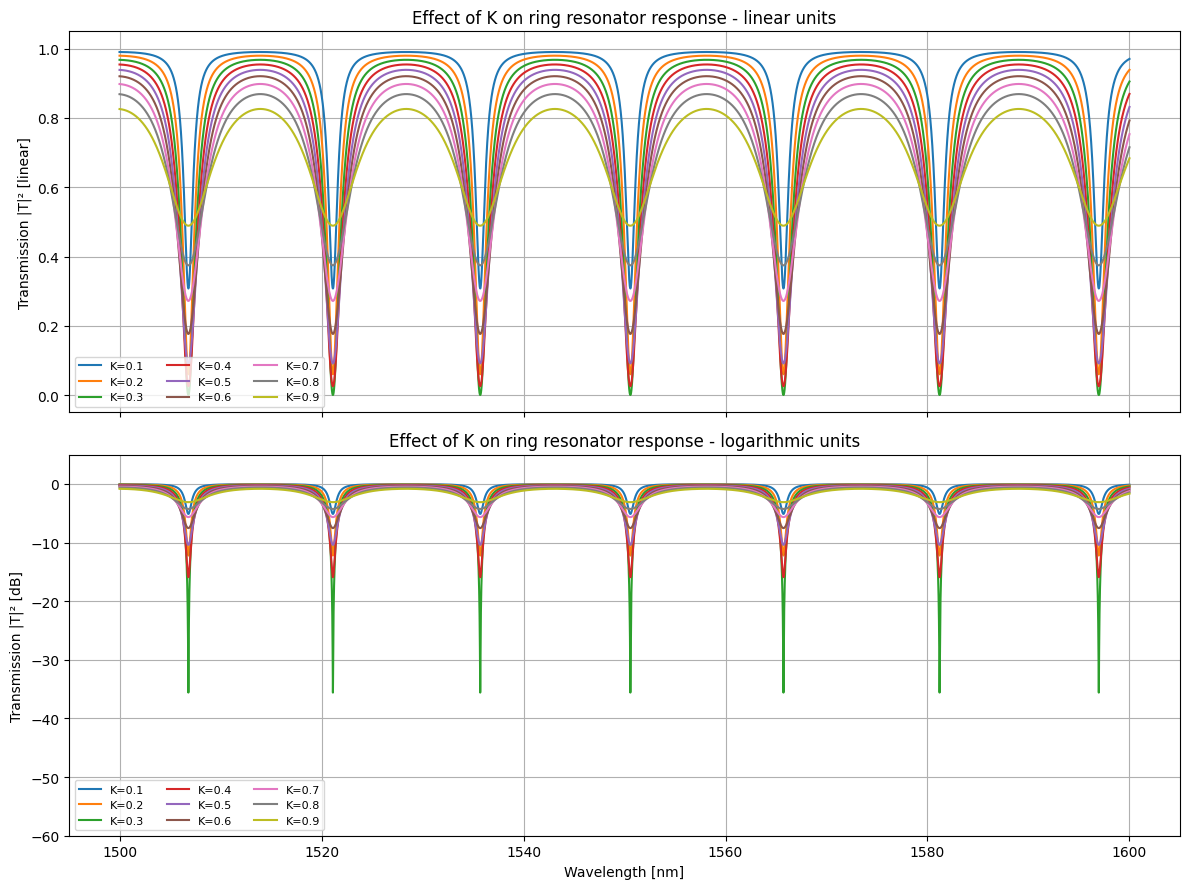 Effect of K on ring resonator response - linear units
Transmission |T|² [linear]
1.0
0.8
0.6
0.4
0.2
0.0
K=0.1 K=0.4 K=0.7
K=0.2 K=0.5 K=0.8
K=0.3 K=0.6 K=0.9
Effect of K on ring resonator response - logarithmic units
Transmission |T|² [dB]
0
−10
−20
−30
−40
−50
−60
K=0.1 K=0.4 K=0.7
K=0.2 K=0.5 K=0.8
K=0.3 K=0.6 K=0.9
1500 1520 1540 1560 1580 1600
Wavelength [nm]